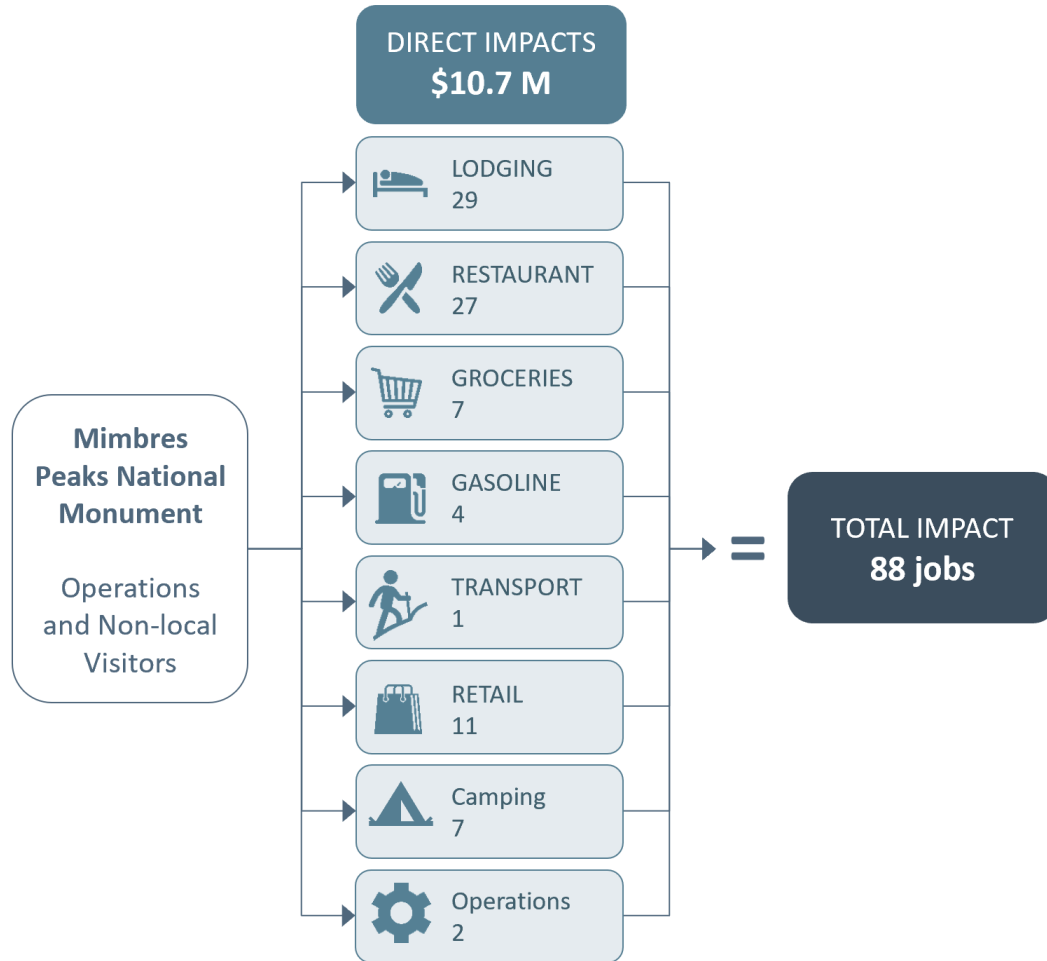 DIRECT IMPACTS
$10.7 M
LODGING
29
RESTAURANT
27
GROCERIES
7
GASOLINE
4
TRANSPORT
1
RETAIL
11
Camping
7
Operations
2
Mimbres
Peaks National
Monument
Operations
and Non-local
Visitors
=
TOTAL IMPACT
88 jobs